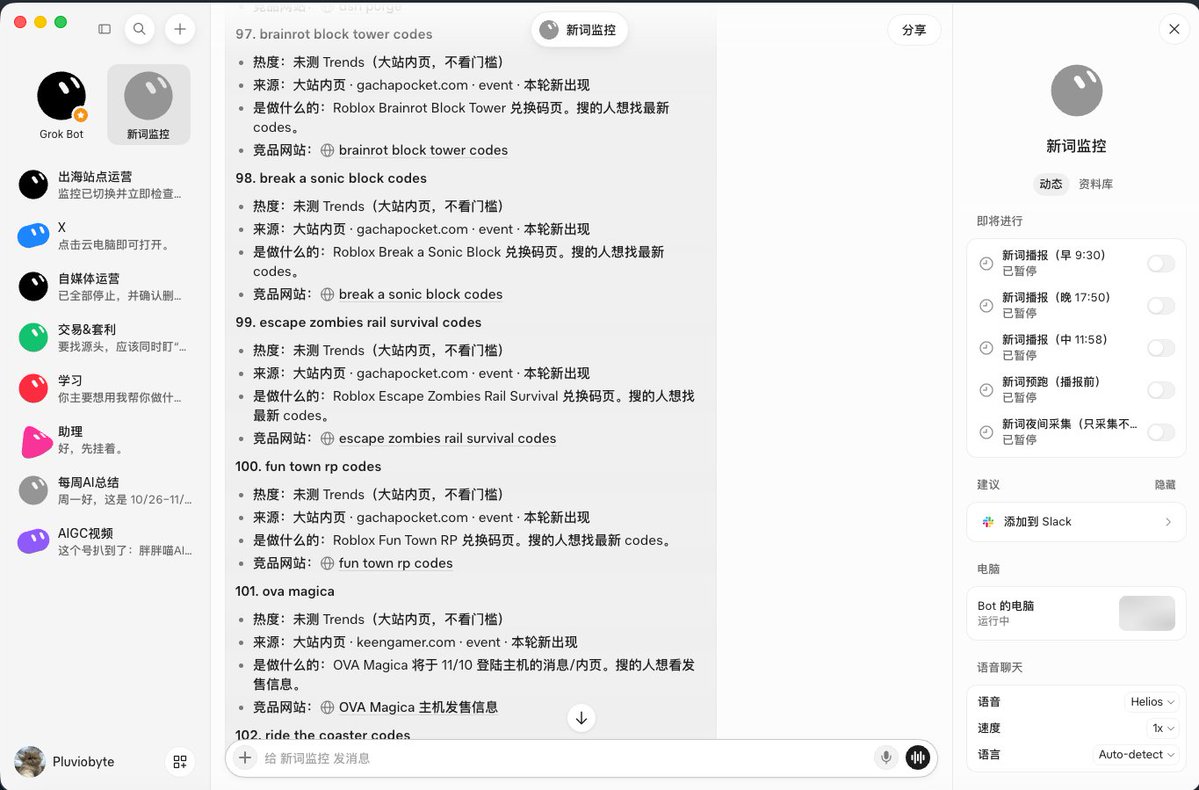 Grok Bot
新词监控
出海站点运营
监控已切换并立即检查...
X
点击云电脑即可打开。
自媒体运营
已全部停止，并确认删...
交易&套利
要找源头，应该同时盯“...
学习
你主要想用我帮你做什...
助理
好，先挂着。
每周AI总结
周一好，这是 10/26–11/...
AIGC视频
这个号扒到了：胖胖喵AI...
Pluviobyte
新词监控
分享
97. brainrot block tower codes
• 热度：未测 Trends（大站内页，不看门槛）
• 来源：大站内页 · gachapocket.com · event · 本轮新出现
• 是做什么的：Roblox Brainrot Block Tower 兑换码页。搜的人想找最新
codes。
• 竞品网站： brainrot block tower codes
98. break a sonic block codes
• 热度：未测 Trends（大站内页，不看门槛）
• 来源：大站内页 · gachapocket.com · event · 本轮新出现
• 是做什么的：Roblox Break a Sonic Block 兑换码页。搜的人想找最新
codes。
• 竞品网站： break a sonic block codes
99. escape zombies rail survival codes
• 热度：未测 Trends（大站内页，不看门槛）
• 来源：大站内页 · gachapocket.com · event · 本轮新出现
• 是做什么的：Roblox Escape Zombies Rail Survival 兑换码页。搜的人想找
最新 codes。
• 竞品网站： escape zombies rail survival codes
100. fun town rp codes
• 热度：未测 Trends（大站内页，不看门槛）
• 来源：大站内页 · gachapocket.com · event · 本轮新出现
• 是做什么的：Roblox Fun Town RP 兑换码页。搜的人想找最新 codes。
• 竞品网站： fun town rp codes
101. ova magica
• 热度：未测 Trends（大站内页，不看门槛）
• 来源：大站内页 · keengamer.com · event · 本轮新出现
• 是做什么的：OVA Magica 将于 11/10 登陆主机的消息/内页。搜的人想看发
售信息。
• 竞品网站： OVA Magica 主机发售信息
102. ride the coaster codes
给 新词监控 发消息
新词监控
动态 资料库
即将进行
新词播报（早 9:30）
已暂停
新词播报（晚 17:50）
已暂停
新词播报（中 11:58）
已暂停
新词预跑（播报前）
已暂停
新词夜间采集（只采集不...
已暂停
建议 隐藏
添加到 Slack
电脑
Bot 的电脑
运行中
语音聊天
语音 Helios
速度 1x
语言 Auto-detect